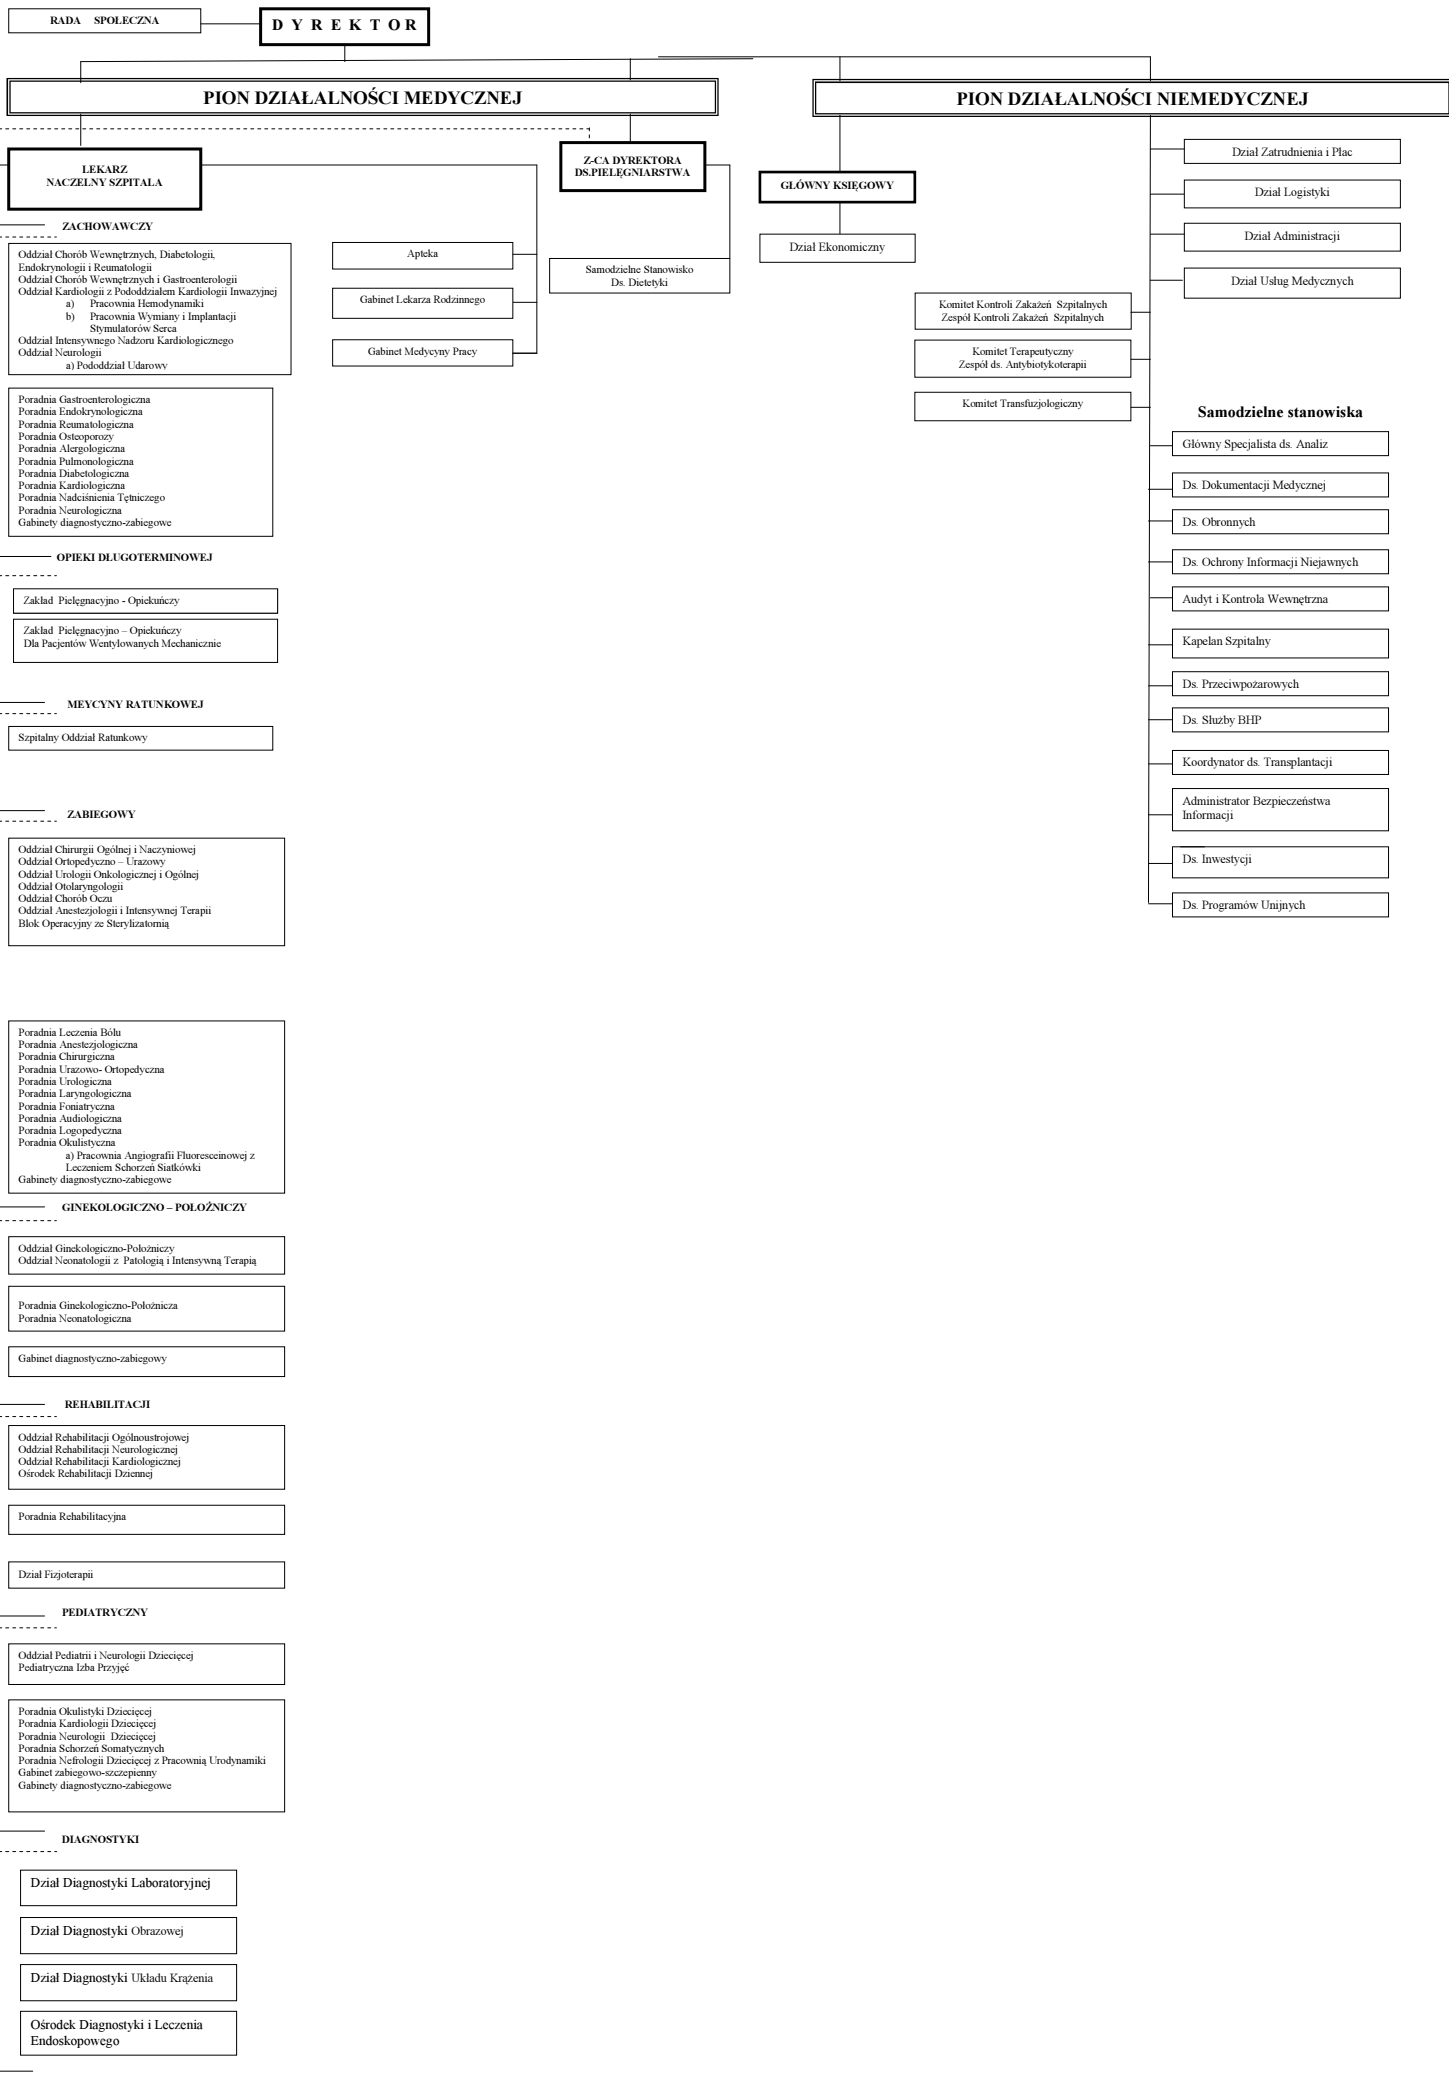 RADA SPOŁECZNA
D Y R E K T O R
PION DZIAŁALNOŚCI MEDYCZNEJ
PION DZIAŁALNOŚCI NIEMEDYCZNEJ
LEKARZ
NACZELNY SZPITALA
Z-CA DYREKTORA
DS.PIELĘGNIARSTWA
GŁÓWNY KSIĘGOWY
Dział Ekonomiczny
Dział Zatrudnienia i Płac
Dział Logistyki
Dział Administracji
Dział Usług Medycznych
Apteka
Gabinet Lekarza Rodzinnego
Gabinet Medycyny Pracy
Samodzielne Stanowisko
Ds. Dietetyki
Komitet Kontroli Zakażeń Szpitalnych
Zespół Kontroli Zakażeń Szpitalnych
Komitet Terapeutyczny
Zespól ds. Antybiotykoterapii
Komitet Transfuzjologiczny
Samodzielne stanowiska
Główny Specjalista ds. Analiz
Ds. Dokumentacji Medycznej
Ds. Obronnych
Ds. Ochrony Informacji Niejawnych
Audyt i Kontrola Wewnętrzna
Kapelan Szpitalny
Ds. Przeciwpożarowych
Ds. Służby BHP
Koordynator ds. Transplantacji
Administrator Bezpieczeństwa
Informacji
Ds. Inwestycji
Ds. Programów Unijnych
ZACHOWAWCZY
Oddział Chorób Wewnętrznych, Diabetologii,
Endokrynologii i Reumatologii
Oddział Chorób Wewnętrznych i Gastroenterologii
Oddział Kardiologii z Pododdziałem Kardiologii Inwazyjnej
a) Pracownia Hemodynamiki
b) Pracownia Wymiany i Implantacji
Stymulatorów Serca
Oddział Intensywnego Nadzoru Kardiologicznego
Oddział Neurologii
a) Pododdział Udarowy
Poradnia Gastroenterologiczna
Poradnia Endokrynologiczna
Poradnia Reumatologiczna
Poradnia Osteoporozy
Poradnia Alergologiczna
Poradnia Pulmonologiczna
Poradnia Diabetologiczna
Poradnia Kardiologiczna
Poradnia Nadciśnienia Tętniczego
Poradnia Neurologiczna
Gabinety diagnostyczno-zabiegowe
OPIEKI DŁUGOTERMINOWEJ
Zakład Pielęgnacyjno - Opiekuńczy
Zakład Pielęgnacyjno – Opiekuńczy
Dla Pacjentów Wentylowanych Mechanicznie
MEYCYNY RATUNKOWEJ
Szpitalny Oddział Ratunkowy
ZABIEGOWY
Oddział Chirurgii Ogólnej i Naczyniowej
Oddział Ortopedyczno – Urazowy
Oddział Urologii Onkologicznej i Ogólnej
Oddział Otolaryngologii
Oddział Chorób Oczu
Oddział Anestezjologii i Intensywnej Terapii
Blok Operacyjny ze Sterylizatornią
Poradnia Leczenia Bólu
Poradnia Anestezjologiczna
Poradnia Chirurgiczna
Poradnia Urazowo- Ortopedyczna
Poradnia Urologiczna
Poradnia Laryngologiczna
Poradnia Foniatryczna
Poradnia Audiologiczna
Poradnia Logopedyczna
Poradnia Okulistyczna
a) Pracownia Angiografii Fluoresceinowej z
Leczeniem Schorzeń Siatkówki
Gabinety diagnostyczno-zabiegowe
GINEKOLOGICZNO – POŁOŹNICZY
Oddział Ginekologiczno-Położniczy
Oddział Neonatologii z Patologią i Intensywną Terapią
Poradnia Ginekologiczno-Położnicza
Poradnia Neonatologiczna
Gabinet diagnostyczno-zabiegowy
REHABILITACJI
Oddział Rehabilitacji Ogólnoustrojowej
Oddział Rehabilitacji Neurologicznej
Oddział Rehabilitacji Kardiologicznej
Ośrodek Rehabilitacji Dziennej
Poradnia Rehabilitacyjna
Dział Fizjoterapii
PEDIATRYCZNY
Oddział Pediatrii i Neurologii Dziecięcej
Pediatryczna Izba Przyjęć
Poradnia Okulistyki Dziecięcej
Poradnia Kardiologii Dziecięcej
Poradnia Neurologii Dziecięcej
Poradnia Schorzeń Somatycznych
Poradnia Nefrologii Dziecięcej z Pracownią Urodynamiki
Gabinet zabiegowo-szczepienny
Gabinety diagnostyczno-zabiegowe
DIAGNOSTYKI
Dział Diagnostyki Laboratoryjnej
Dział Diagnostyki Obrazowej
Dział Diagnostyki Układu Krążenia
Ośrodek Diagnostyki i Leczenia
Endoskopowego